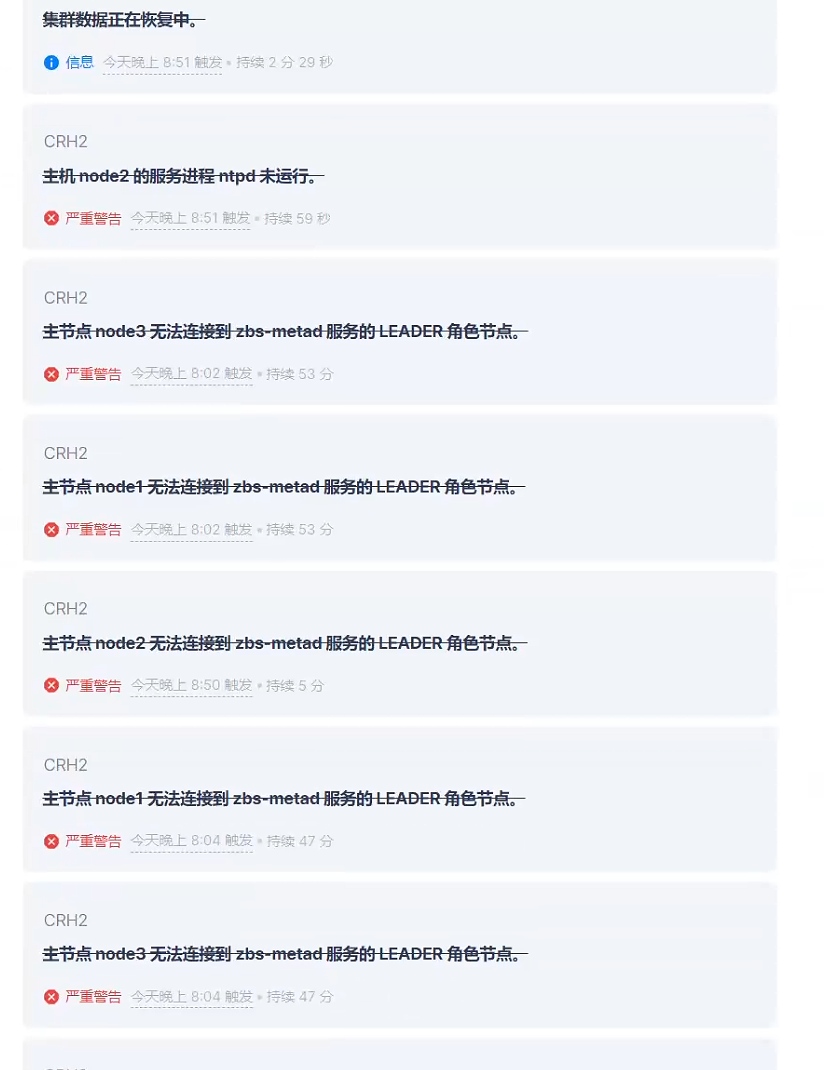 集群数据正在恢复中。
信息 今天晚上 8:51 触发 • 持续 2 分 29 秒
CRH2
主机 node2 的服务进程 ntpd 未运行。
严重警告 今天晚上 8:51 触发 • 持续 59 秒
CRH2
主节点 node3 无法连接到 zbs-metad 服务的 LEADER 角色节点。
严重警告 今天晚上 8:02 触发 • 持续 53 分
CRH2
主节点 node1 无法连接到 zbs-metad 服务的 LEADER 角色节点。
严重警告 今天晚上 8:02 触发 • 持续 53 分
CRH2
主节点 node2 无法连接到 zbs-metad 服务的 LEADER 角色节点。
严重警告 今天晚上 8:50 触发 • 持续 5 分
CRH2
主节点 node1 无法连接到 zbs-metad 服务的 LEADER 角色节点。
严重警告 今天晚上 8:04 触发 • 持续 47 分
CRH2
主节点 node3 无法连接到 zbs-metad 服务的 LEADER 角色节点。
严重警告 今天晚上 8:04 触发 • 持续 47 分